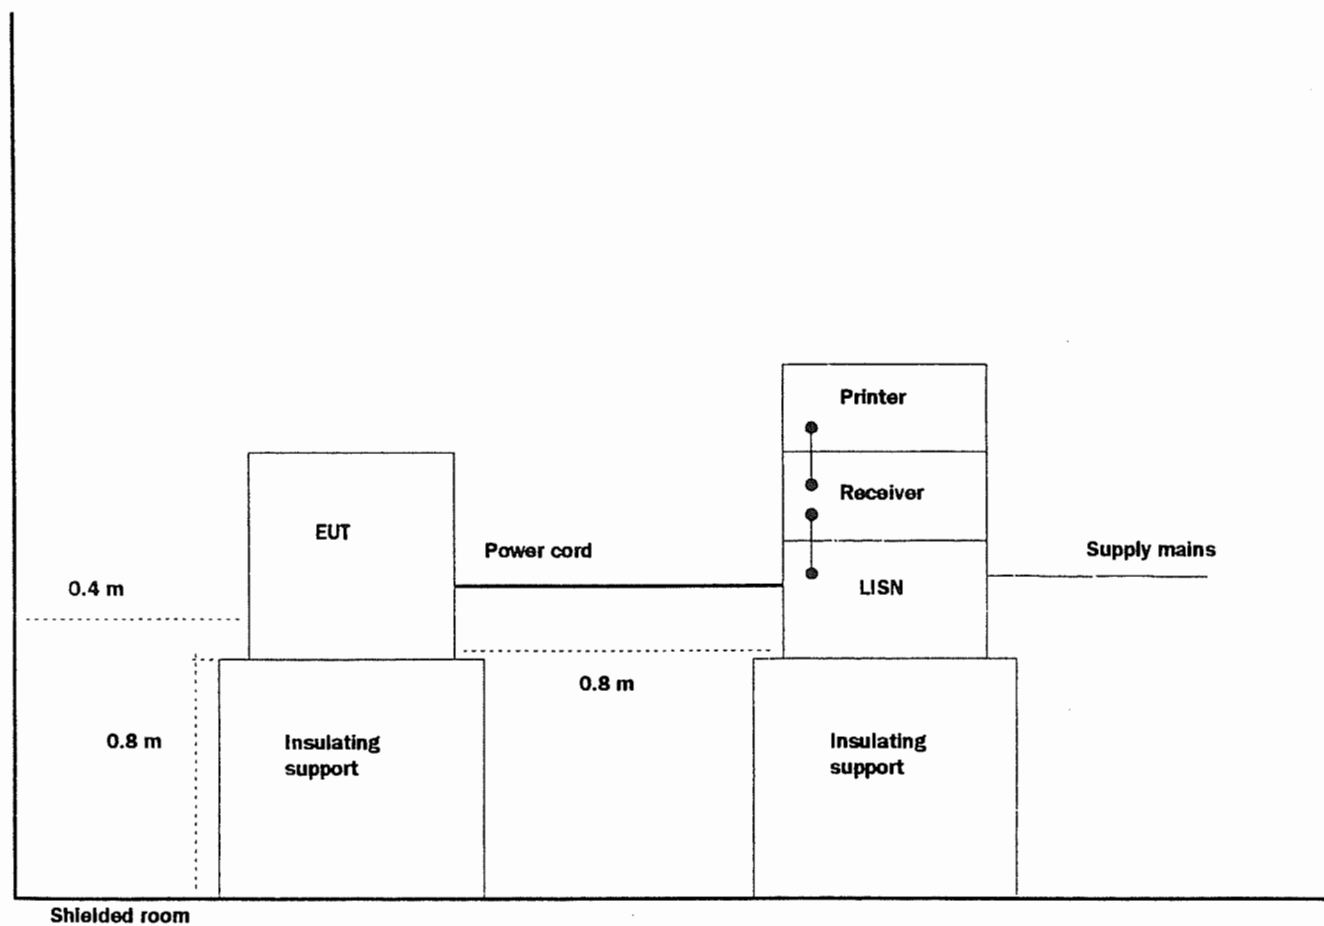 Printer
Receiver
EUT
Power cord
Supply mains
0.4 m
LISN
0.8 m
0.8 m
Insulating
support
Insulating
support
Shielded room